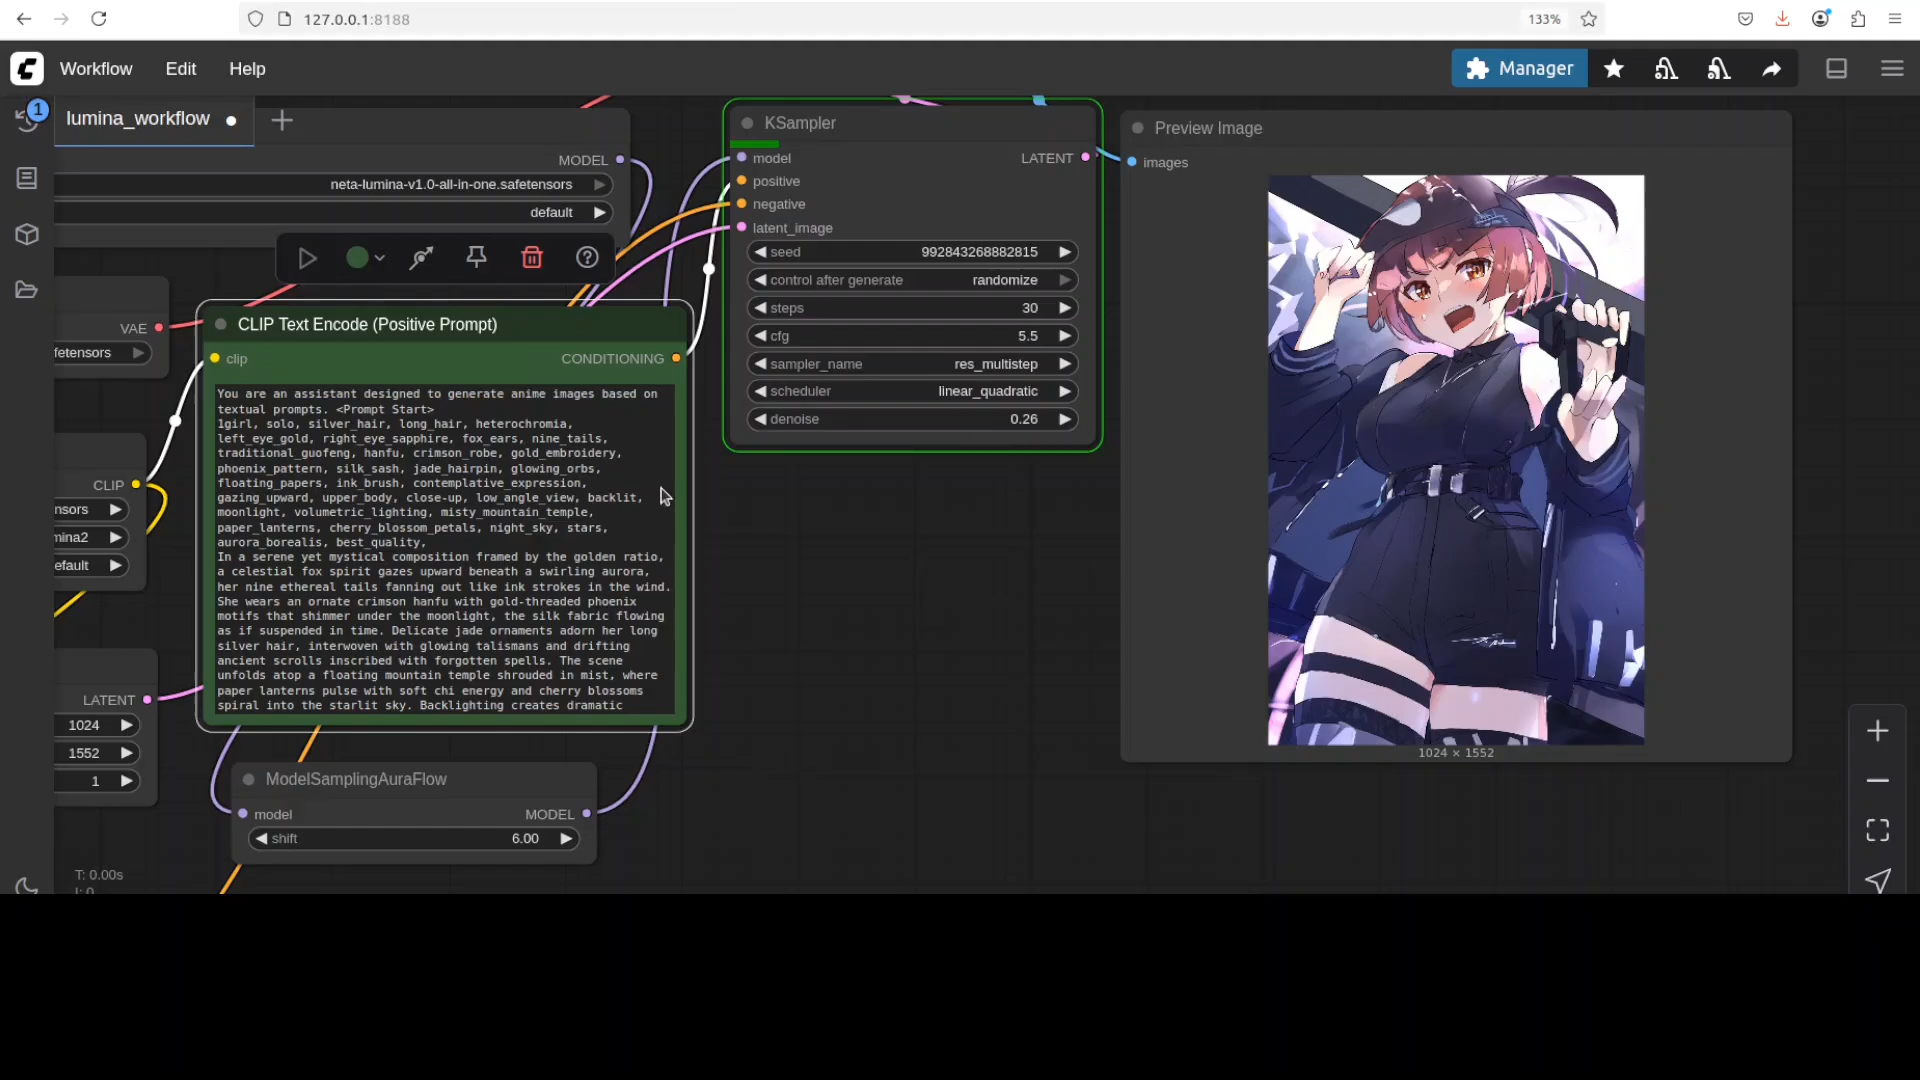 127.0.0.1:8188
133%
Workflow
Edit
Help
Manager
1
lumina_workflow
MODEL
neta-lumina-v1.0-all-in-one.safetensors
default
VAE
fetensors
CLIP
nsors
mina2
efault
LATENT
1024
1552
1
CLIP Text Encode (Positive Prompt)
clip
CONDITIONING
You are an assistant designed to generate anime images based on
textual prompts. <Prompt Start>
1girl, solo, silver_hair, long_hair, heterochromia,
left_eye_gold, right_eye_sapphire, fox_ears, nine_tails,
traditional_guofeng, hanfu, crimson_robe, gold_embroidery,
phoenix_pattern, silk_sash, jade_hairpin, glowing_orbs,
floating_papers, ink_brush, contemplative_expression,
gazing_upward, upper_body, close-up, low_angle_view, backlit,
moonlight, volumetric_lighting, misty_mountain_temple,
paper_lanterns, cherry_blossom_petals, night_sky, stars,
aurora_borealis, best_quality,
In a serene yet mystical composition framed by the golden ratio,
a celestial fox spirit gazes upward beneath a swirling aurora,
her nine ethereal tails fanning out like ink strokes in the wind.
She wears an ornate crimson hanfu with gold-threaded phoenix
motifs that shimmer under the moonlight, the silk fabric flowing
as if suspended in time. Delicate jade ornaments adorn her long
silver hair, interwoven with glowing talismans and drifting
ancient scrolls inscribed with forgotten spells. The scene
unfolds atop a floating mountain temple shrouded in mist, where
paper lanterns pulse with soft chi energy and cherry blossoms
spiral into the starlit sky. Backlighting creates dramatic
ModelSamplingAuraFlow
model
MODEL
shift
6.00
T: 0.00s
I: 0
KSampler
model
LATENT
positive
negative
latent_image
seed
992843268882815
control after generate
randomize
steps
30
cfg
5.5
sampler_name
res_multistep
scheduler
linear_quadratic
denoise
0.26
Preview Image
images
1024 × 1552